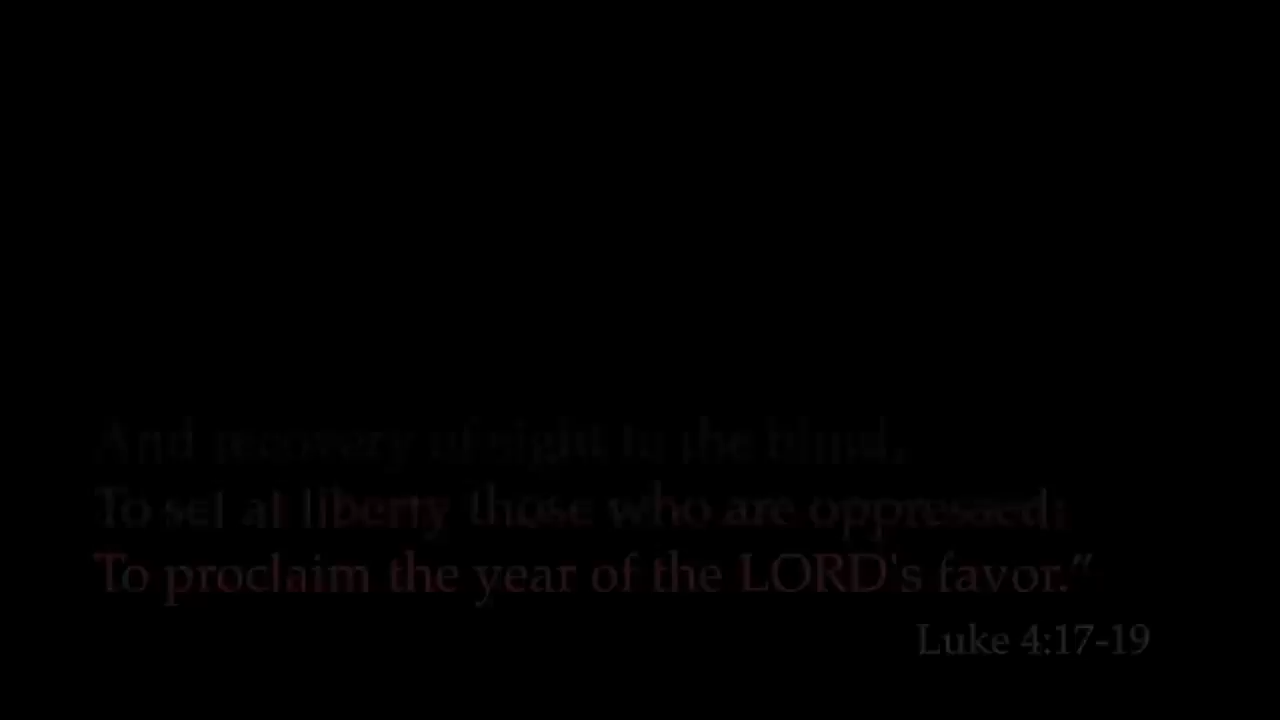 And recovery of sight to the blind,
To set at liberty those who are oppressed;
To proclaim the year of the LORD's favor.”
Luke 4:17-19